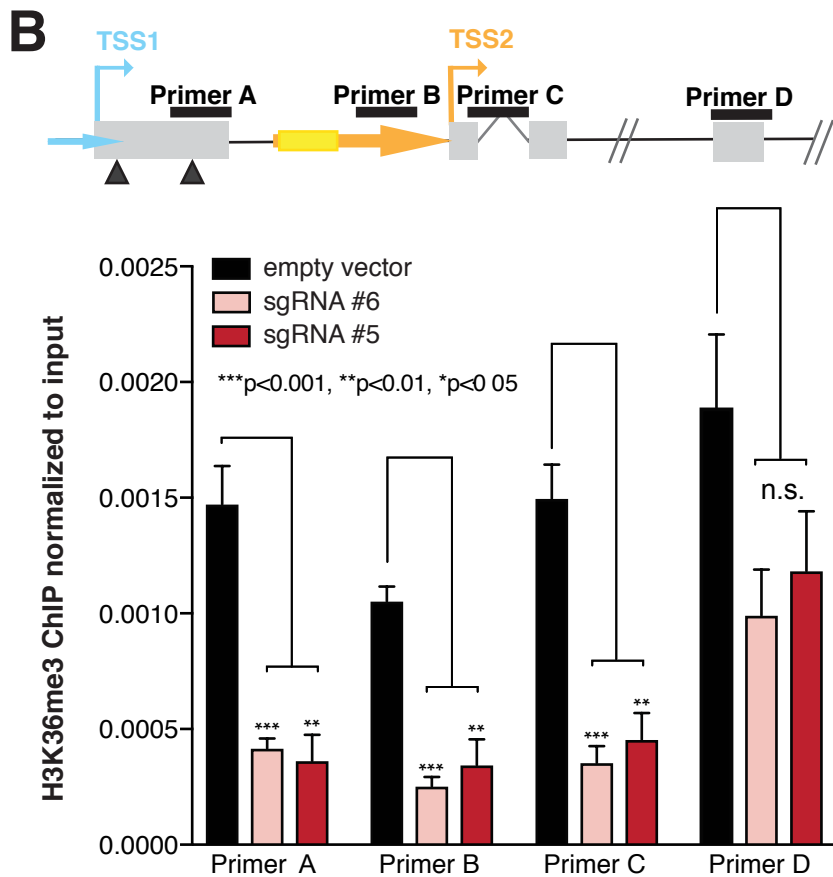 B
TSS1
TSS2
Primer A
Primer B
Primer C
Primer D
H3K36me3 ChIP normalized to input
0.0025
0.0020
0.0015
0.0010
0.0005
0.0000
empty vector
sgRNA #6
sgRNA #5
***p<0.001, **p<0.01, *p<0 05
*** **
*** **
*** **
n.s.
Primer A
Primer B
Primer C
Primer D